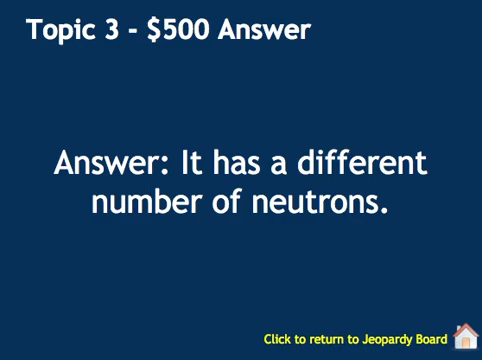 Topic 3 - $500 Answer
Answer: It has a different
number of neutrons.
Click to return to Jeopardy Board